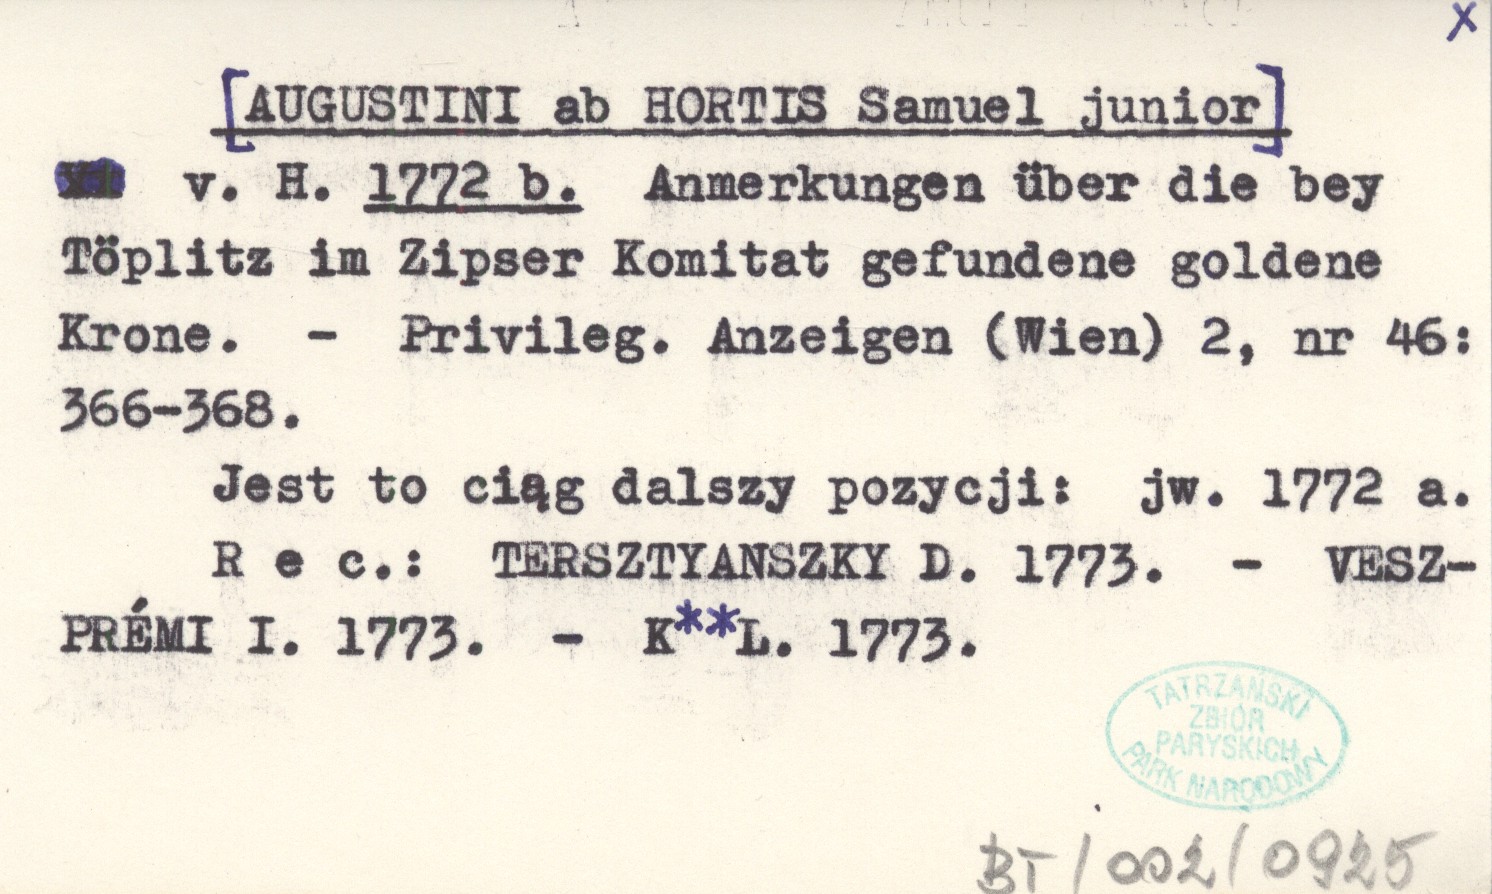 x
[AUGUSTINI ab HORTIS Samuel junior]
v. H. 1772 b. Anmerkungen über die bey
Töplitz im Zipser Komitat gefundene goldene
Krone. - Privileg. Anzeigen (Wien) 2, nr 46:
366-368.
Jest to ciąg dalszy pozycji: jw. 1772 a.
R e c.: TERSZTYANSZKY D. 1773. - VESZ-
PRÉMI I. 1773. - K**L. 1773.
TATRZAŃSKI
ZBIÓR
PARYSKICH
PARK NARODOWY
BT/002/0925